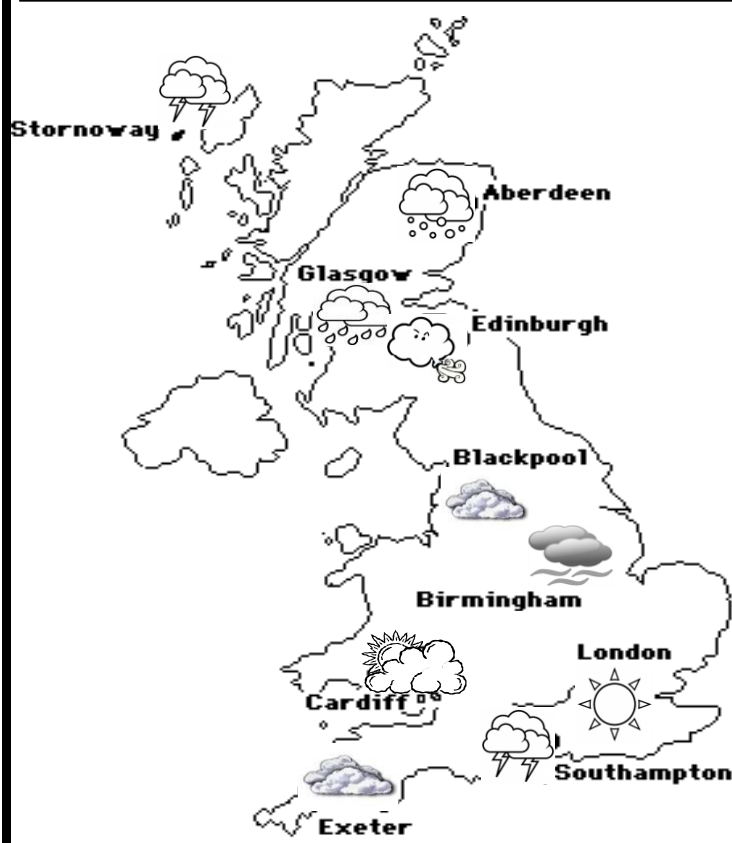 Stornoway
Aberdeen
Glasgow
Edinburgh
Blackpool
Birmingham
London
Cardiff
Southampton
Exeter